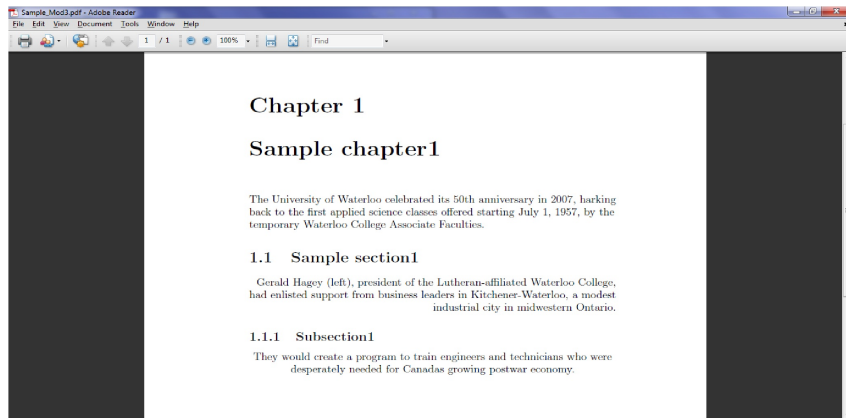 Sample_Mod3.pdf - Adobe Reader
File Edit View Document Tools Window Help
1 / 1 100% Find
Chapter 1
Sample chapter1
The University of Waterloo celebrated its 50th anniversary in 2007, harking
back to the first applied science classes offered starting July 1, 1957, by the
temporary Waterloo College Associate Faculties.
1.1 Sample section1
Gerald Hagey (left), president of the Lutheran-affiliated Waterloo College,
had enlisted support from business leaders in Kitchener-Waterloo, a modest
industrial city in midwestern Ontario.
1.1.1 Subsection1
They would create a program to train engineers and technicians who were
desperately needed for Canadas growing postwar economy.